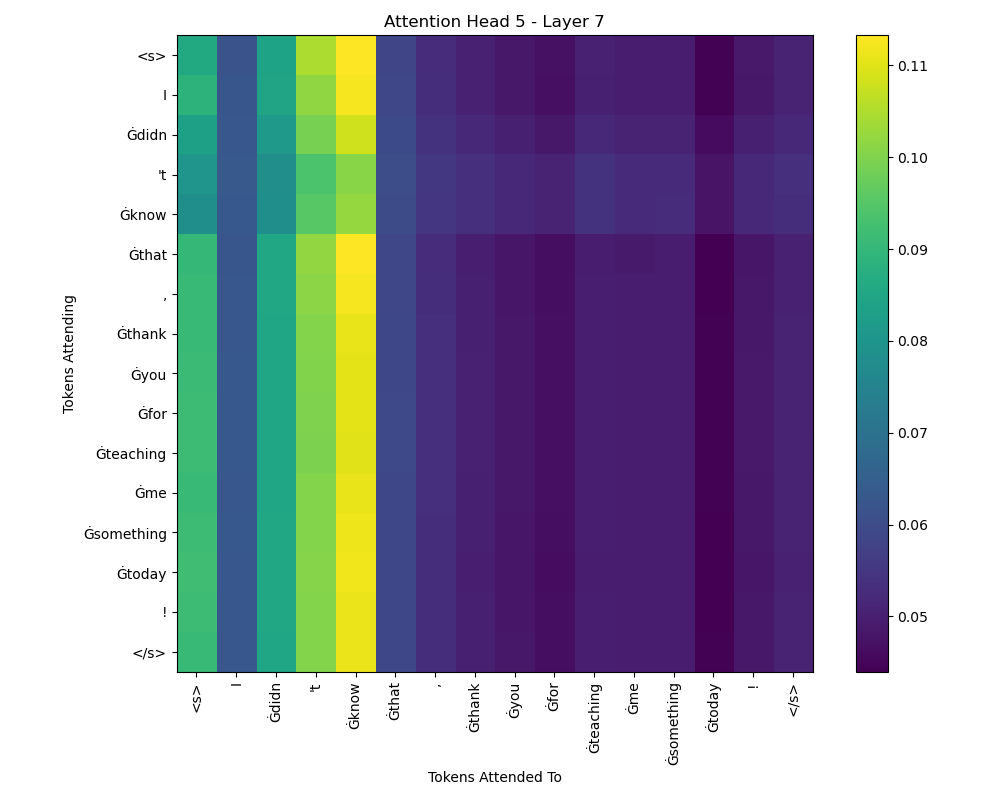 Attention Head 5 - Layer 7
<s>
I
Ġdidn
't
Ġknow
Ġthat
,
Ġthank
Ġyou
Ġfor
Ġteaching
Ġme
Ġsomething
Ġtoday
!
</s>
Tokens Attending
<s>
I
Ġdidn
't
Ġknow
Ġthat
,
Ġthank
Ġyou
Ġfor
Ġteaching
Ġme
Ġsomething
Ġtoday
!
</s>
Tokens Attended To
0.11
0.10
0.09
0.08
0.07
0.06
0.05